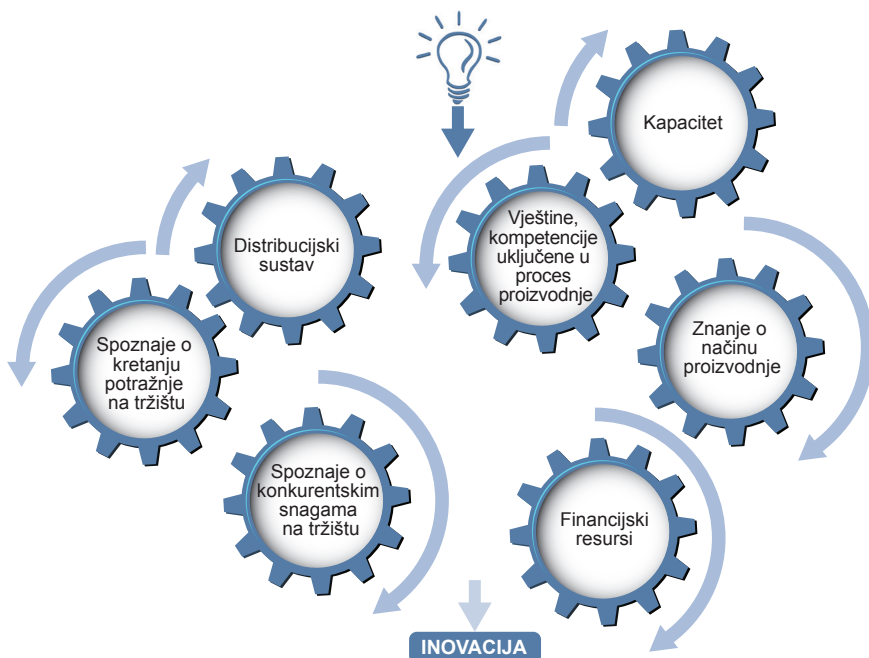 Kapacitet
Vještine,
kompetencije
uključene u
proces
proizvodnje
Distribucijski
sustav
Znanje o
načinu
proizvodnje
Spoznaje o
kretanju
potražnje
na tržištu
Spoznaje o
konkurentskim
snagama
na tržištu
Financijski
resursi
INOVACIJA